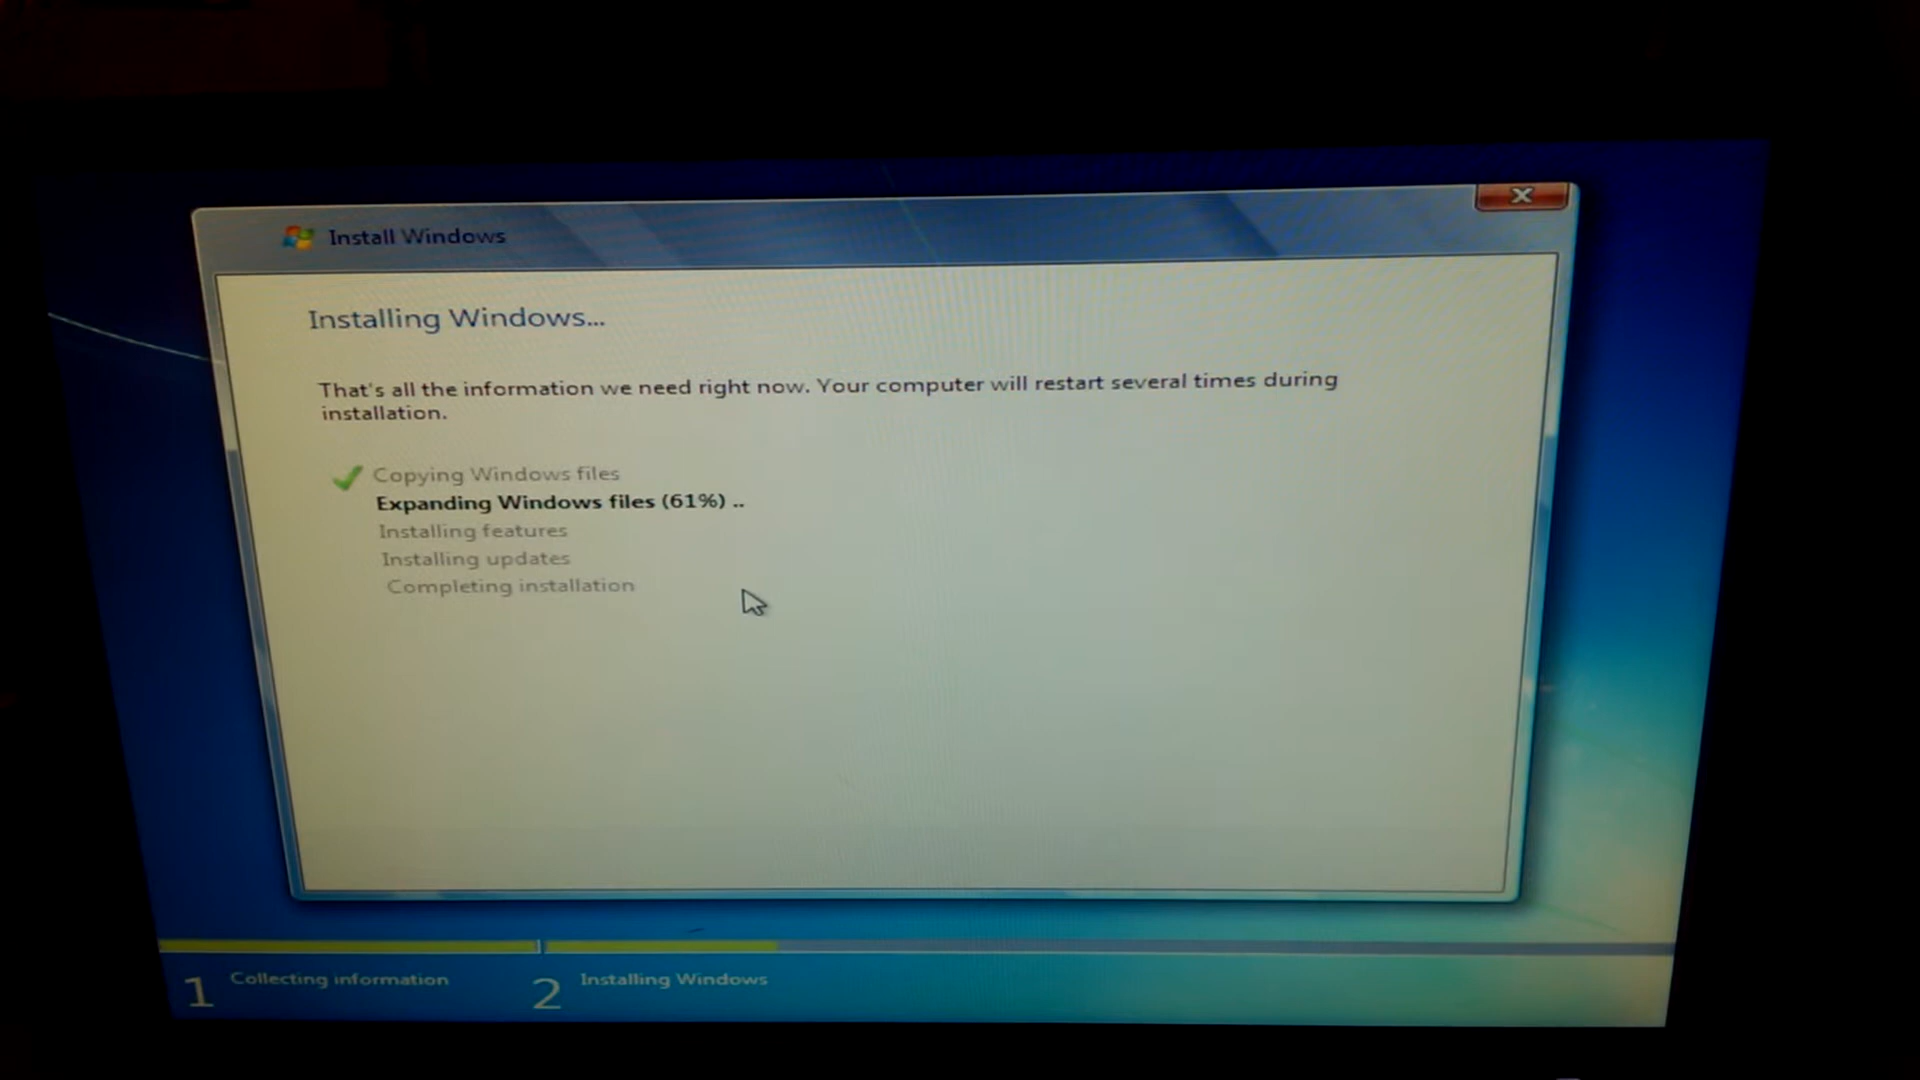 Install Windows
Installing Windows...
That's all the information we need right now. Your computer will restart several times during
installation.
Copying Windows files
Expanding Windows files (61%) ..
Installing features
Installing updates
Completing installation
1 Collecting information
2 Installing Windows